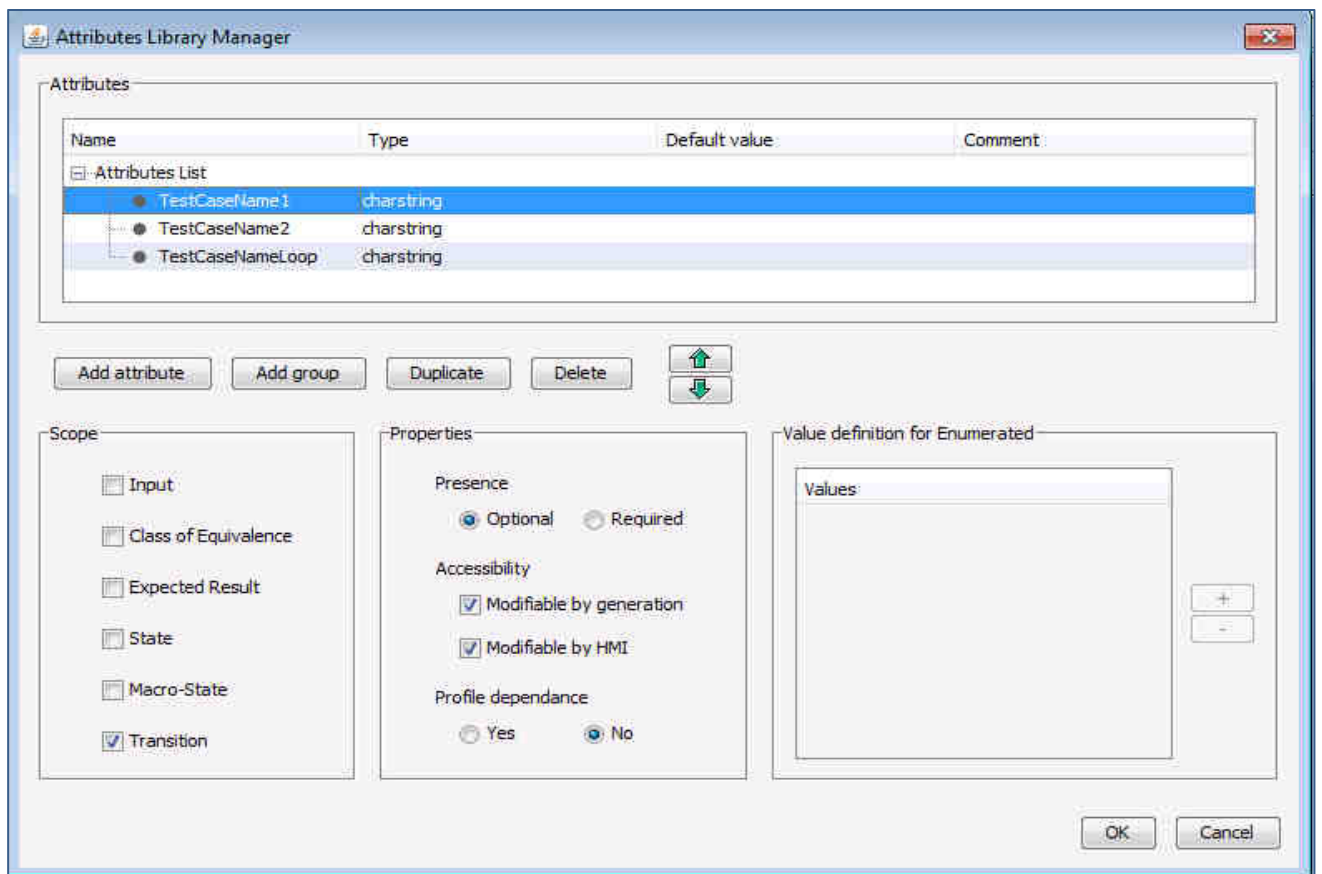 Attributes Library Manager
Attributes
Name Type Default value Comment
Attributes List
TestCaseName1 charstring
TestCaseName2 charstring
TestCaseNameLoop charstring
Add attribute Add group Duplicate Delete
Scope
Input
Class of Equivalence
Expected Result
State
Macro-State
Transition
Properties
Presence
Optional Required
Accessibility
Modifiable by generation
Modifiable by HMI
Profile dependance
Yes No
Value definition for Enumerated
Values
+
-
OK Cancel